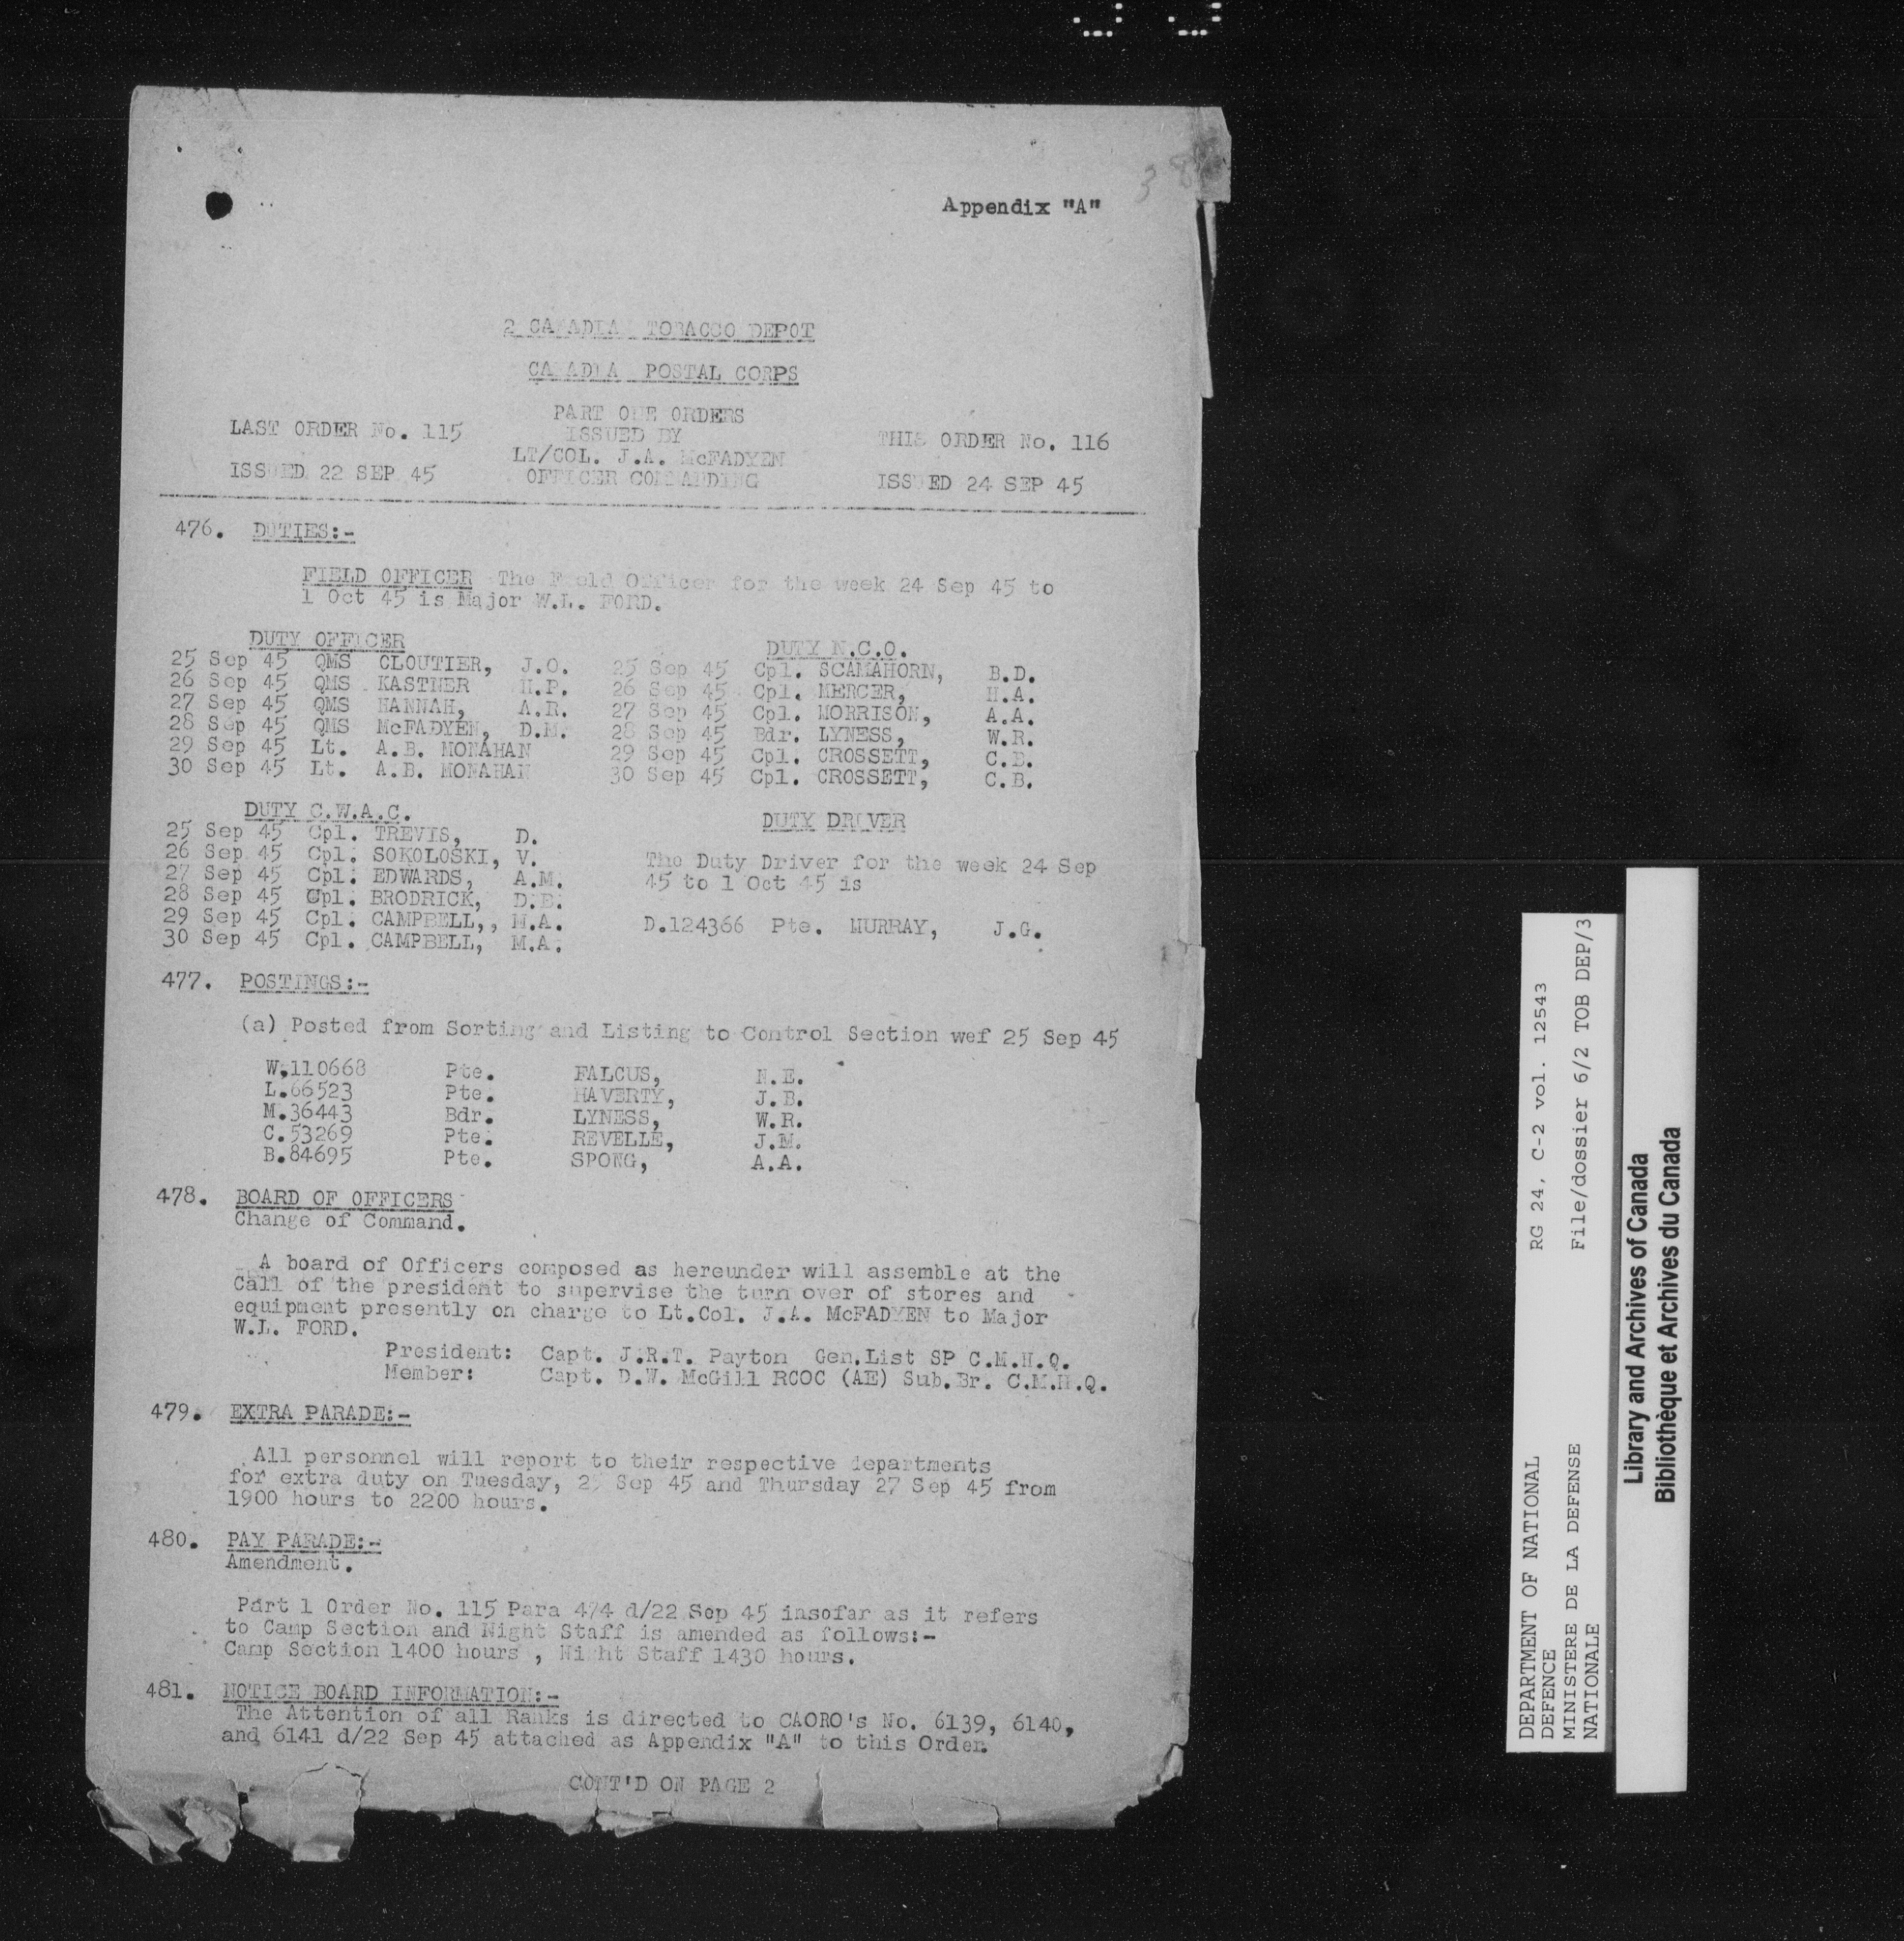 Appendix "A"
2 CANADIAN TOBACCO DEPOT
CANADIAN POSTAL CORPS
PART ONE ORDERS
LAST ORDER No. 115 ISSUED BY THIS ORDER No. 116
LT/COL. J.A. McFADYEN
ISSUED 22 SEP 45 OFFICER COMMANDING ISSUED 24 SEP 45
476. DUTIES:-
FIELD OFFICER The Field Officer for the week 24 Sep 45 to
1 Oct 45 is Major W.L. FORD.
DUTY OFFICER
25 Sep 45 QMS CLOUTIER, J.O.
26 Sep 45 QMS KASTNER H.P.
27 Sep 45 QMS HANNAH, A.R.
28 Sep 45 QMS McFADYEN, D.M.
29 Sep 45 Lt. A.B. MONAHAN
30 Sep 45 Lt. A.B. MONAHAN
DUTY N.C.O.
25 Sep 45 Cpl. SCAMAHORN, B.D.
26 Sep 45 Cpl. MERCER, H.A.
27 Sep 45 Cpl. MORRISON, A.A.
28 Sep 45 Bdr. LYNESS, W.R.
29 Sep 45 Cpl. CROSSETT, C.B.
30 Sep 45 Cpl. CROSSETT, C.B.
DUTY C.W.A.C.
25 Sep 45 Cpl. TREVIS, D.
26 Sep 45 Cpl. SOKOLOSKI, V.
27 Sep 45 Cpl. EDWARDS, A.M.
28 Sep 45 Cpl. BRODRICK, D.E.
29 Sep 45 Cpl. CAMPBELL,, M.A.
30 Sep 45 Cpl. CAMPBELL, M.A.
DUTY DRIVER
The Duty Driver for the week 24 Sep
45 to 1 Oct 45 is
D.124366 Pte. MURRAY, J.G.
477. POSTINGS:-
(a) Posted from Sorting and Listing to Control Section wef 25 Sep 45
W.110668 Pte. FALCUS, N.E.
L.66523 Pte. HAVERTY, J.B.
M.36443 Bdr. LYNESS, W.R.
C.53269 Pte. REVELLE, J.M.
B.84695 Pte. SPONG, A.A.
478. BOARD OF OFFICERS
Change of Command.
A board of Officers composed as hereunder will assemble at the
Call of the president to supervise the turn over of stores and
equipment presently on charge to Lt.Col. J.A. McFADYEN to Major
W.L. FORD.
President: Capt. J.R.T. Payton Gen.List SP C.M.H.Q.
Member: Capt. D.W. McGill RCOC (AE) Sub.Br. C.M.H.Q.
479. EXTRA PARADE:-
All personnel will report to their respective departments
for extra duty on Tuesday, 25 Sep 45 and Thursday 27 Sep 45 from
1900 hours to 2200 hours.
480. PAY PARADE:-
Amendment.
Part 1 Order No. 115 Para 474 d/22 Sep 45 insofar as it refers
to Camp Section and Night Staff is amended as follows:-
Camp Section 1400 hours , Night Staff 1430 hours.
481. NOTICE BOARD INFORMATION:-
The Attention of all Ranks is directed to CAORO's No. 6139, 6140,
and 6141 d/22 Sep 45 attached as Appendix "A" to this Order.
CONT'D ON PAGE 2
DEPARTMENT OF NATIONAL RG 24, C-2 vol. 12543
DEFENCE
MINISTERE DE LA DEFENSE File/dossier 6/2 TOB DEP/3
NATIONALE
Library and Archives of Canada
Bibliothèque et Archives du Canada